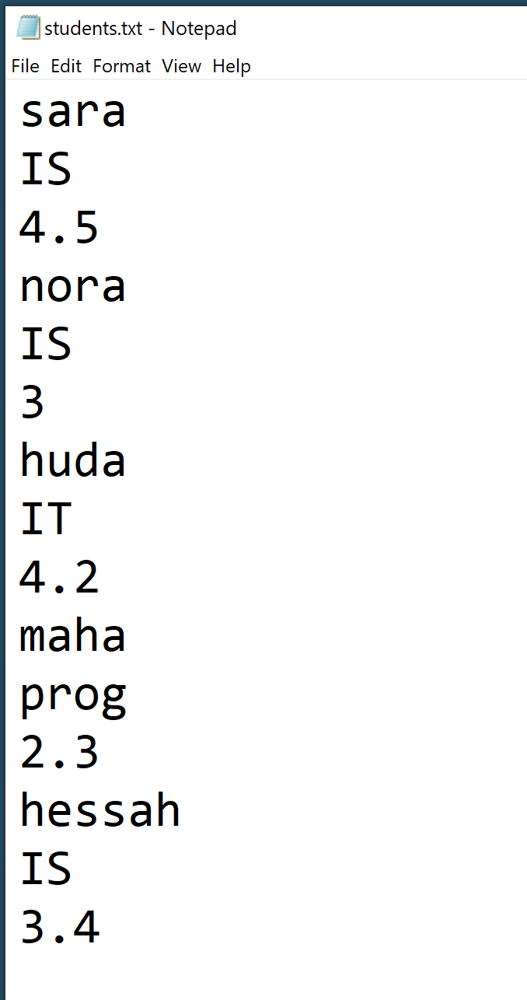 students.txt - Notepad
File Edit Format View Help
sara
IS
4.5
nora
IS
3
huda
IT
4.2
maha
prog
2.3
hessah
IS
3.4